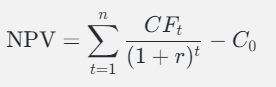 NPV = \sum_{t=1}^{n} \frac{CF_t}{(1 + r)^t} - C_0